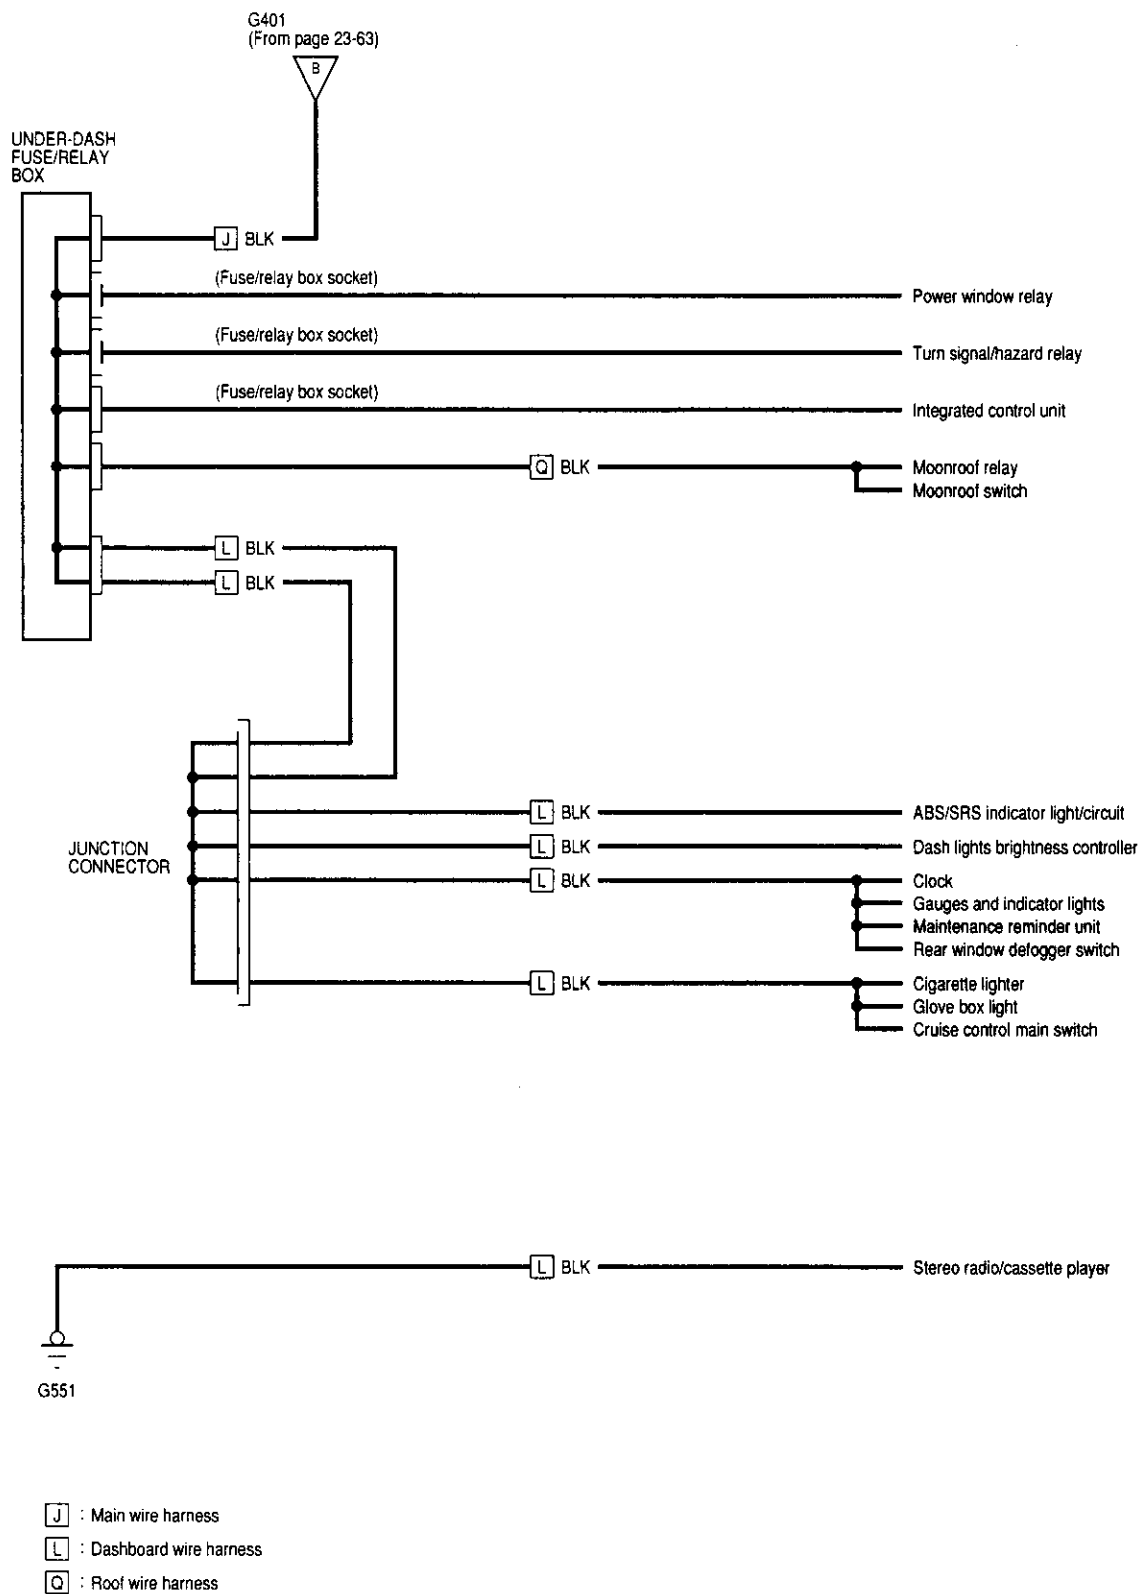 G401
(From page 23-63)
B
UNDER-DASH
FUSE/RELAY
BOX
J BLK
(Fuse/relay box socket)
Power window relay
(Fuse/relay box socket)
Turn signal/hazard relay
(Fuse/relay box socket)
Integrated control unit
Q BLK
Moonroof relay
Moonroof switch
L BLK
L BLK
JUNCTION
CONNECTOR
L BLK
ABS/SRS indicator light/circuit
L BLK
Dash lights brightness controller
L BLK
Clock
Gauges and indicator lights
Maintenance reminder unit
Rear window defogger switch
L BLK
Cigarette lighter
Glove box light
Cruise control main switch
L BLK
Stereo radio/cassette player
G551
J : Main wire harness
L : Dashboard wire harness
Q : Roof wire harness